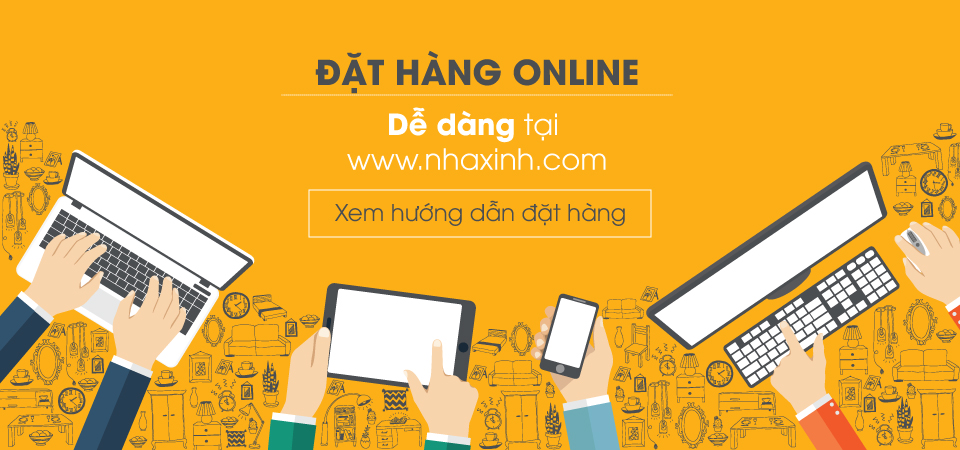 ĐẶT HÀNG ONLINE
Dễ dàng tại
www.nhaxinh.com
Xem hướng dẫn đặt hàng